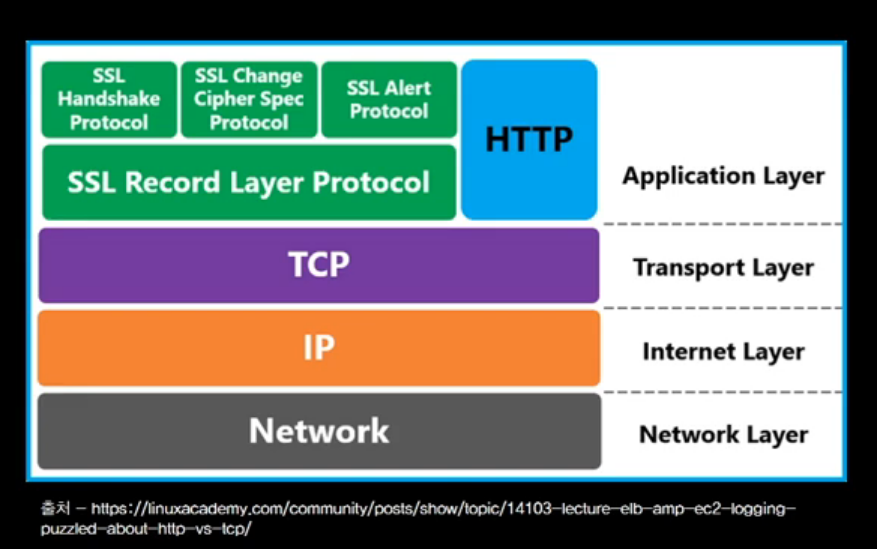 SSL
Handshake
Protocol
SSL Change
Cipher Spec
Protocol
SSL Alert
Protocol
HTTP
SSL Record Layer Protocol
Application Layer
TCP
Transport Layer
IP
Internet Layer
Network
Network Layer
출처 – https://linuxacademy.com/community/posts/show/topic/14103-lecture-elb-amp-ec2-logging-
puzzled-about-http-vs-tcp/